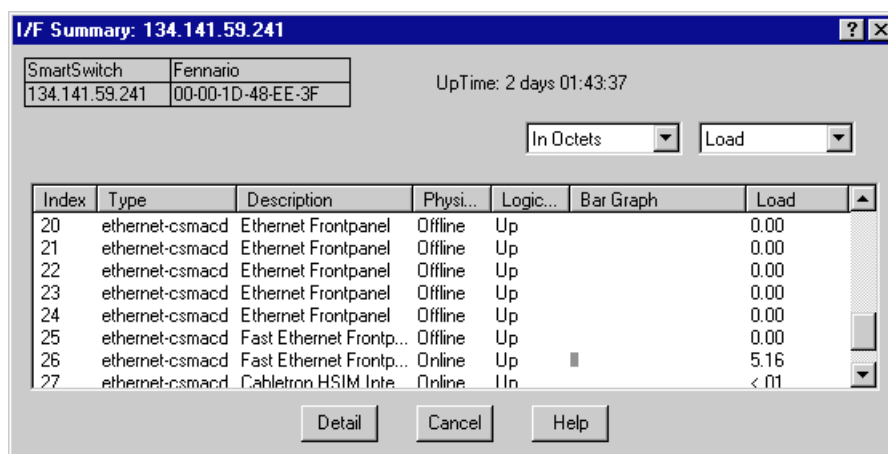 I/F Summary: 134.141.59.241
SmartSwitch Fennario
134.141.59.241 00-00-1D-48-EE-3F
UpTime: 2 days 01:43:37
In Octets Load
Index Type Description Physi... Logic... Bar Graph Load
20 ethernet-csmacd Ethernet Frontpanel Offline Up 0.00
21 ethernet-csmacd Ethernet Frontpanel Offline Up 0.00
22 ethernet-csmacd Ethernet Frontpanel Offline Up 0.00
23 ethernet-csmacd Ethernet Frontpanel Offline Up 0.00
24 ethernet-csmacd Ethernet Frontpanel Offline Up 0.00
25 ethernet-csmacd Fast Ethernet Frontp... Offline Up 0.00
26 ethernet-csmacd Fast Ethernet Frontp... Online Up 5.16
27 ethernet-csmacd Cabletron HSIM Inte... Online Up <.01
Detail Cancel Help